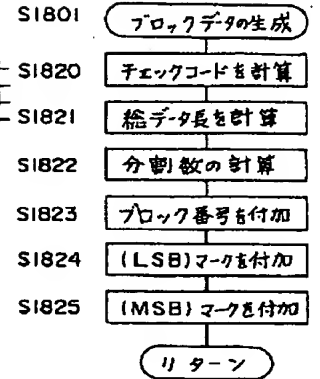 S1801 ブロックデータの生成
S1820 チェックコードを計算
S1821 総データ長を計算
S1822 分割数の計算
S1823 ブロック番号を付加
S1824 (LSB)マークを付加
S1825 (MSB)マークを付加
リターン